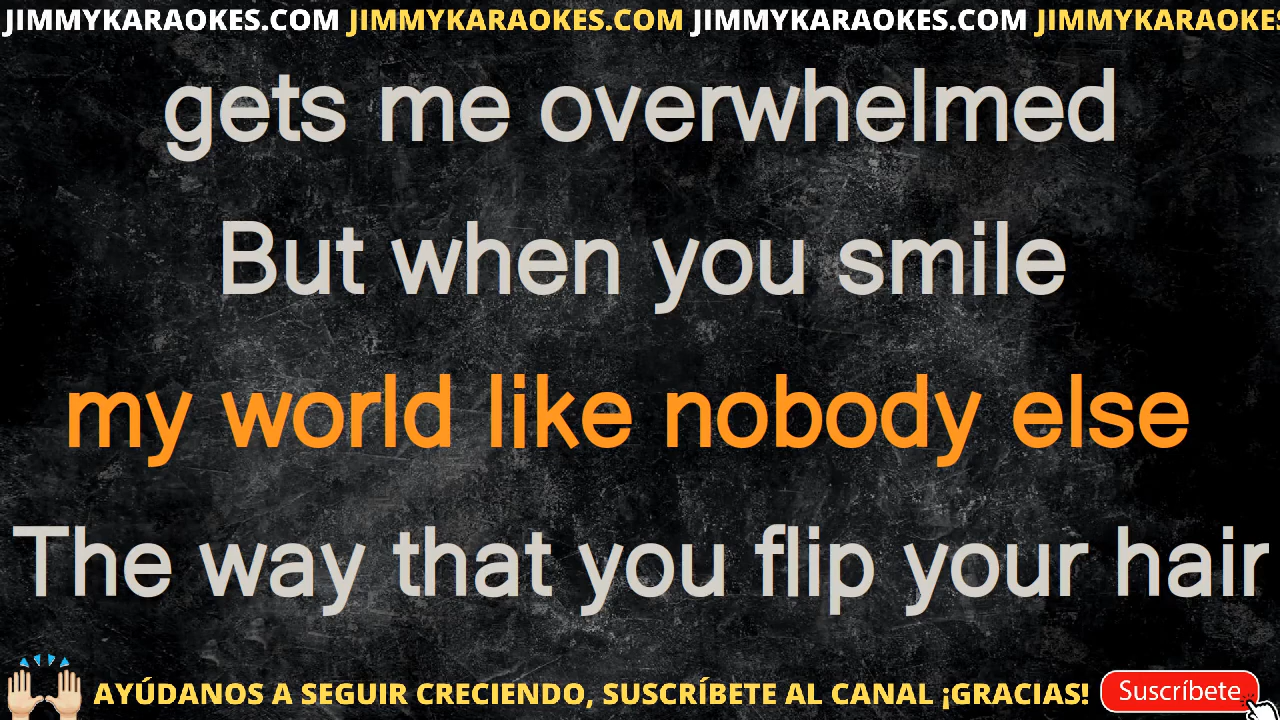 JIMMYKARAOKES.COM JIMMYKARAOKES.COM JIMMYKARAOKES.COM JIMMYKARAOKES
gets me overwhelmed
But when you smile
my world like nobody else
The way that you flip your hair
AYÚDANOS A SEGUIR CRECIENDO, SUSCRÍBETE AL CANAL ¡GRACIAS! Suscríbete